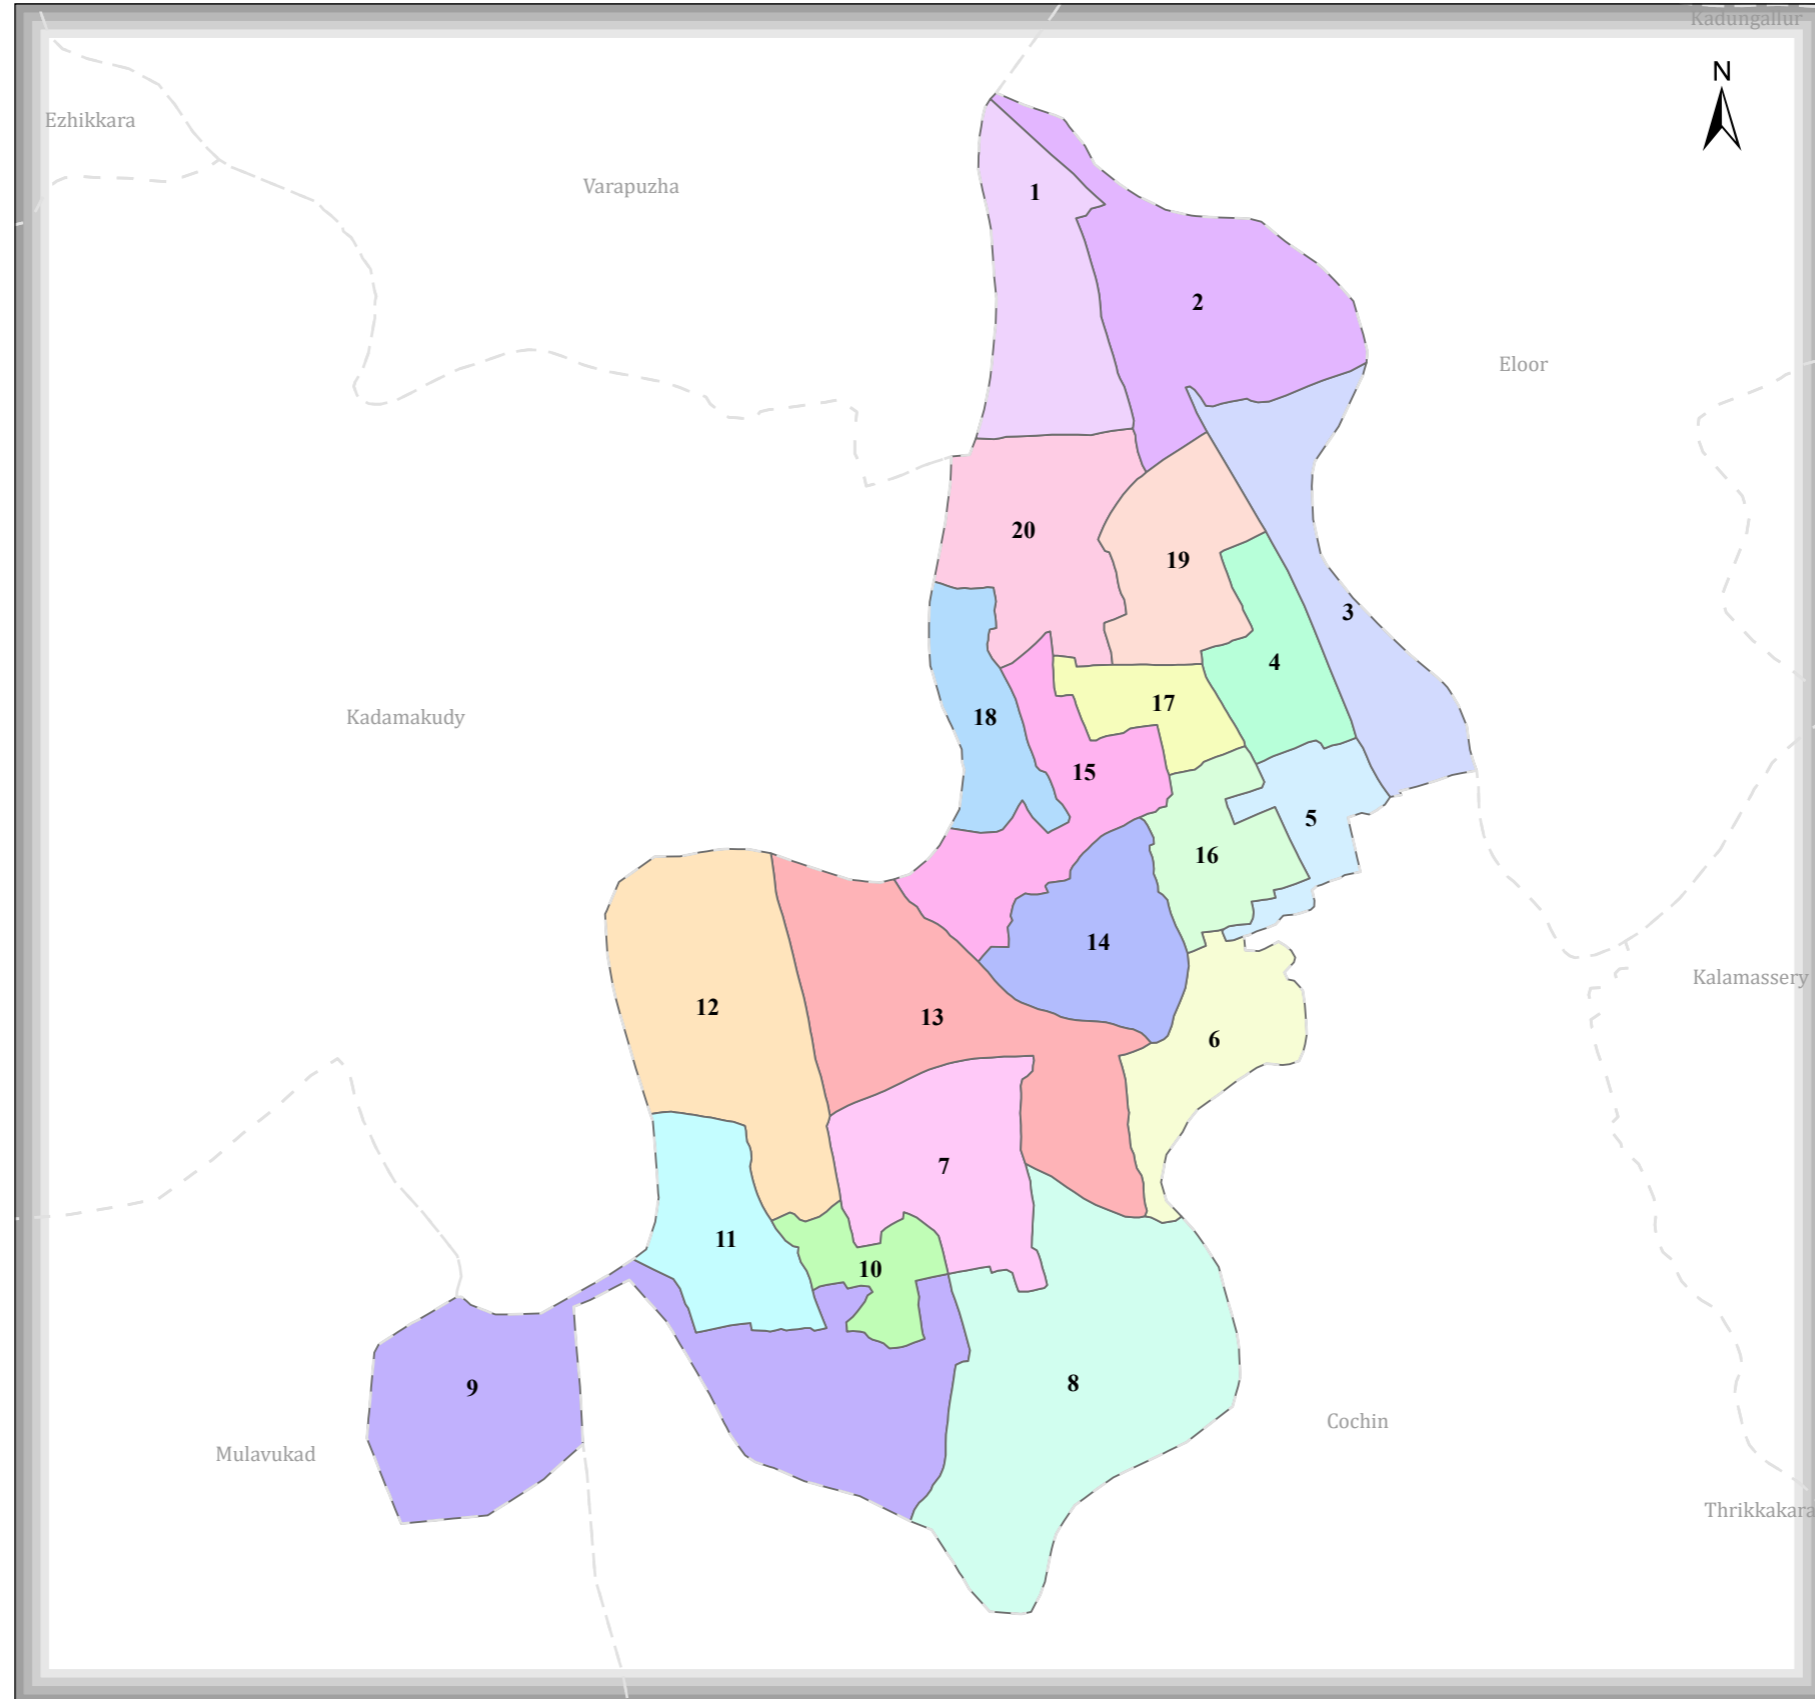 Kadungallur
N
Ezhikkara
Varapuzha
1
2
Eloor
20
19
3
4
Kadamakudy
18
17
15
5
16
14
Kalamassery
12
13
6
7
11
10
9
8
Cochin
Mulavukad
Thrikkakara